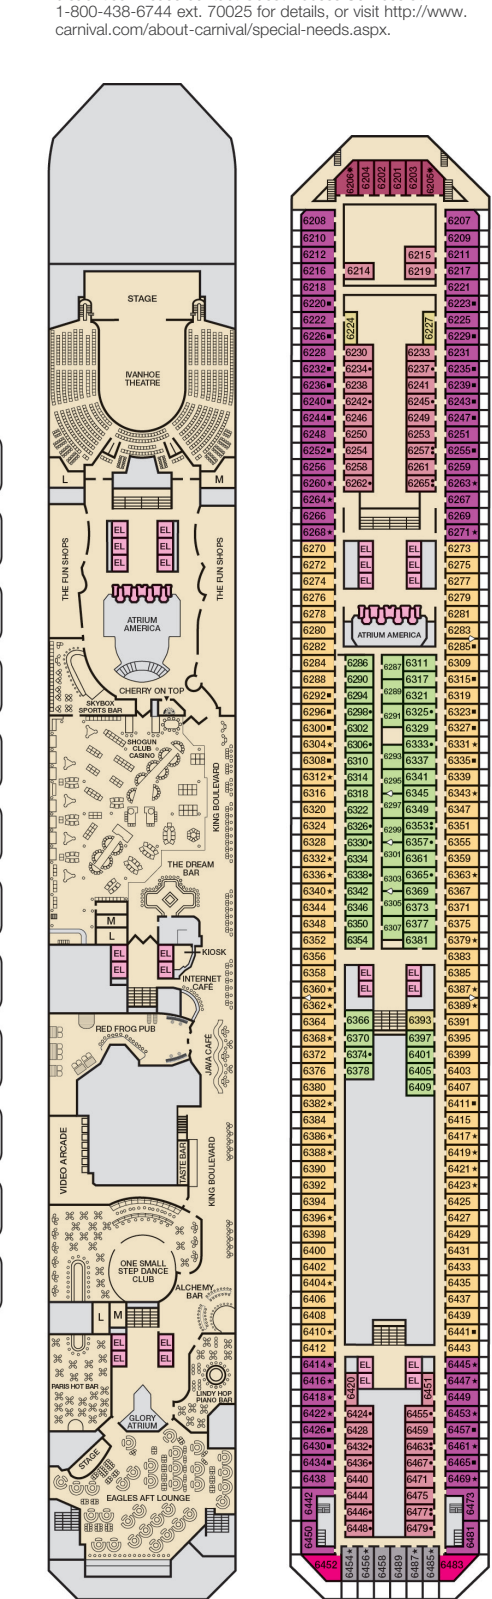 1-800-438-6744 ext. 70025 for details, or visit http://www.
carnival.com/about-carnival/special-needs.aspx.
STAGE
IVANHOE
THEATRE
L
M
THE FUN SHOPS
EL EL
EL EL
EL EL
THE FUN SHOPS
ATRIUM
AMERICA
CHERRY ON TOP
SKYBOX
SPORTS BAR
SHOGUN
CLUB
CASINO
KING BOULEVARD
THE DREAM
BAR
M
L
EL EL
EL EL
KIOSK
INTERNET
CAFÉ
RED FROG PUB
JAVA CAFÉ
VIDEO ARCADE
TASTE BAR
KING BOULEVARD
ONE SMALL
STEP DANCE
CLUB
ALCHEMY
BAR
L M
EL EL
EL EL
PARIS HOT BAR
LINDY HOP
PIANO BAR
GLORY
ATRIUM
STAGE
EAGLES AFT LOUNGE
6206★ 6204 6202 6201 6203 6205★
6208 6207
6210 6209
6212 6215 6211
6216 6214 6219 6217
6218 6221
6220■ 6223■
6222 6224 6227 6225
6226■ 6229■
6228 6230 6233 6231
6232■ 6234• 6237• 6235■
6236■ 6238 6241 6239■
6240■ 6242• 6245• 6243■
6244■ 6246 6249 6247■
6248 6250 6253 6251
6252■ 6254 6257 6255■
6256 6258 6261 6259
6260■ 6262• 6265 6263★
6264★ 6267
6266 6269
6268★ 6271★
6270 EL EL 6273
6272 EL EL 6275
6274 EL EL 6277
6276 6279
6278 6281
6280 ATRIUM AMERICA 6283
6282 6285■
6284 6286 6287 6311 6309
6288 6290 6317 6315■
6292■ 6294 6289 6321 6319
6296■ 6298• 6291 6325• 6323■
6300■ 6302 6329 6327■
6304★ 6306• 6333• 6331★
6308■ 6310 6293 6337 6335■
6312★ 6314 6295 6341 6339
6316 6318 6345 6343★
6320 6322 6297 6349 6347
6324 6326• 6299 6353 6351
6328 6330• 6357• 6355
6332★ 6334 6301 6361 6359
6336★ 6338• 6303 6365• 6363★
6340★ 6342 6369 6367
6344 6346 6305 6373 6371
6348 6350 6307 6377 6375
6352 6354 6381 6379★
6356 6383
6358 EL EL 6385
6360★ EL EL 6387★
6362★ 6389★
6364 6366 6393 6391
6368★ 6370 6397 6395
6372 6374• 6401 6399
6376 6378 6405 6403
6380 6409 6407
6382★ 6411■
6384 6415
6386★ 6417★
6388★ 6419★
6390 6421★
6392 6423★
6394 6425
6396★ 6427
6398 6429
6400 6431
6402 6433
6404★ 6435
6406 6437
6408 6439
6410★ 6441■
6412 6443
6414★ EL EL 6445★
6416★ 6420 EL EL 6451 6447★
6418★ 6449
6422★ 6424• 6455• 6453★
6426■ 6428 6459 6457■
6430■ 6432• 6463 6461★
6434■ 6436 6467• 6465■
6438 6440 6471 6469★
6442 6444 6475 6473
6446• 6477
6450 6448• 6479• 6481
6452 6454★ 6456★ 6458 6489 6487★ 6485★ 6483